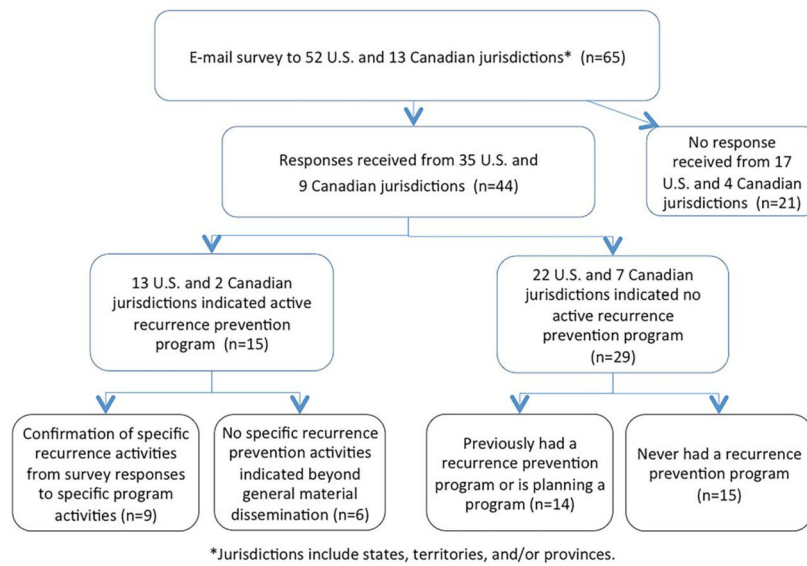 E-mail survey to 52 U.S. and 13 Canadian jurisdictions* (n=65)
Responses received from 35 U.S. and
9 Canadian jurisdictions (n=44)
No response
received from 17
U.S. and 4 Canadian
jurisdictions (n=21)
13 U.S. and 2 Canadian
jurisdictions indicated active
recurrence prevention
program (n=15)
22 U.S. and 7 Canadian
jurisdictions indicated no
active recurrence
prevention program
(n=29)
Confirmation of specific
recurrence activities
from survey responses
to specific program
activities (n=9)
No specific recurrence
prevention activities
indicated beyond
general material
dissemination (n=6)
Previously had a
recurrence prevention
program or is planning a
program (n=14)
Never had a recurrence
prevention program
(n=15)
*Jurisdictions include states, territories, and/or provinces.